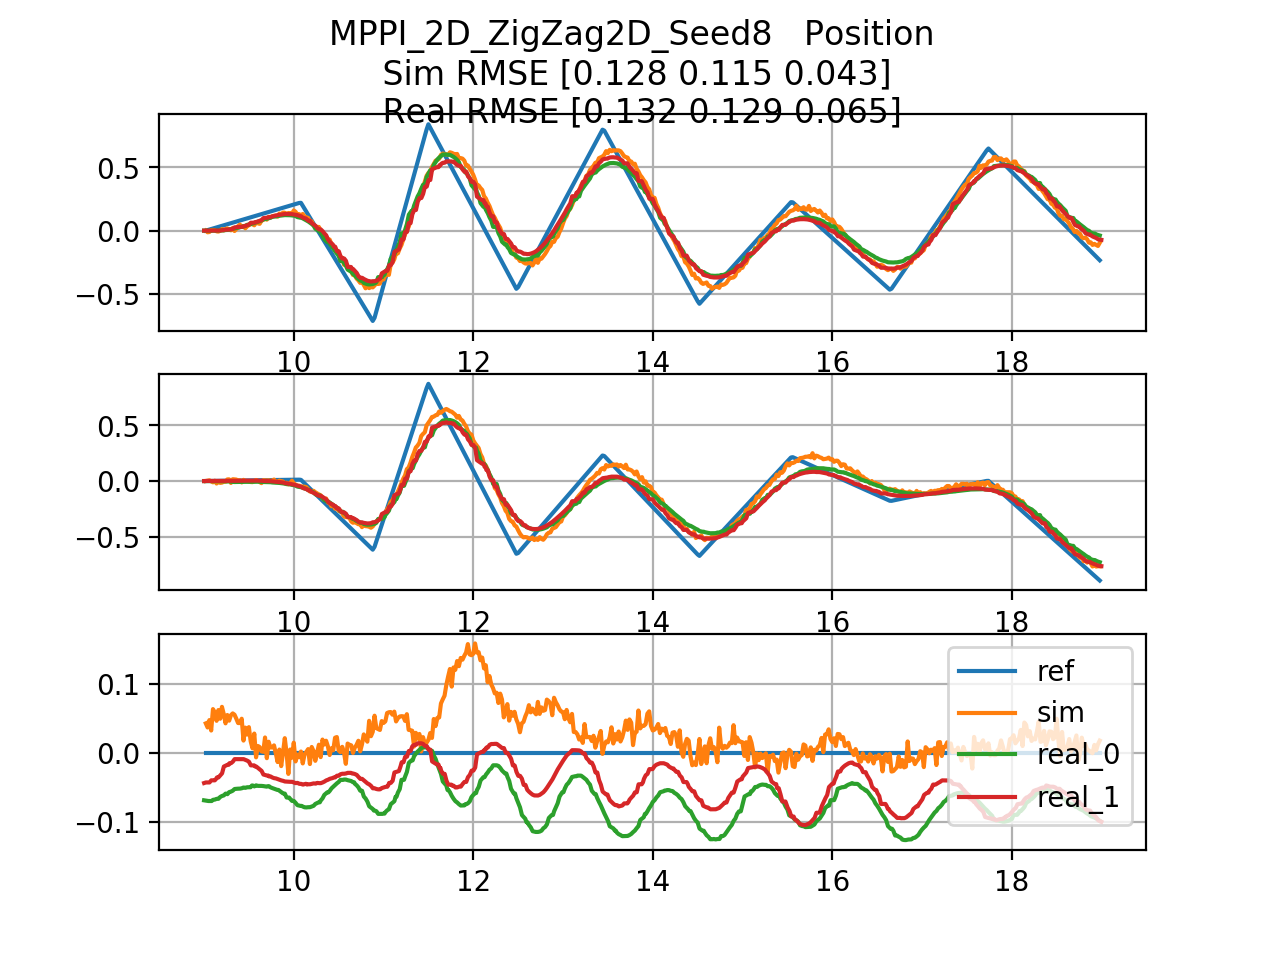 MPPI_2D_ZigZag2D_Seed8   Position
Sim RMSE [0.128 0.115 0.043]
Real RMSE [0.132 0.129 0.065]
0.5
0.0
−0.5
10 12 14 16 18
0.5
0.0
−0.5
10 12 14 16 18
0.1
0.0
−0.1
ref
sim
real_0
real_1
10 12 14 16 18